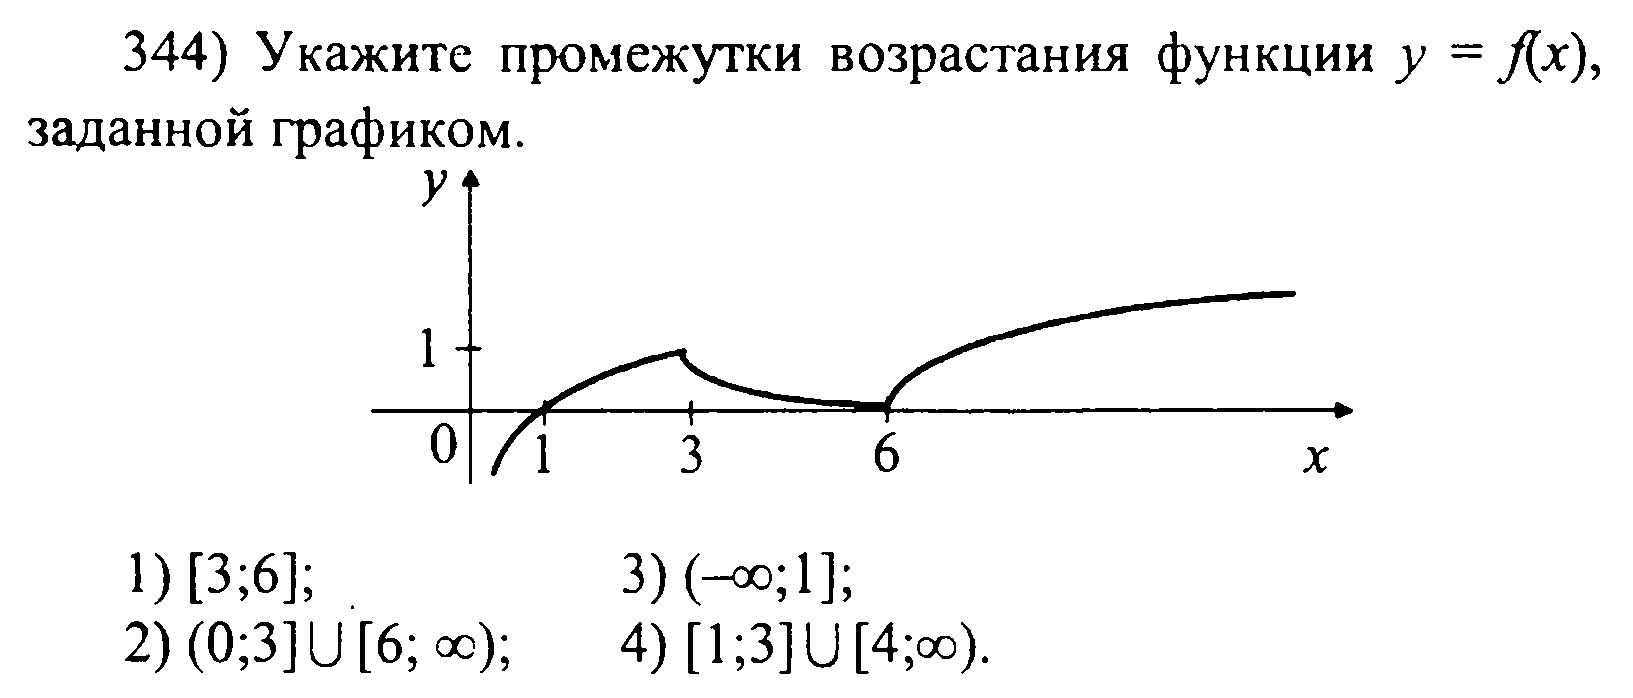 344) Укажите промежутки возрастания функции y = f(x),
заданной графиком.
y
1
0 1 3 6 x
1) [3;6]; 3) (–∞;1];
2) (0;3]∪[6; ∞); 4) [1;3]∪[4;∞).